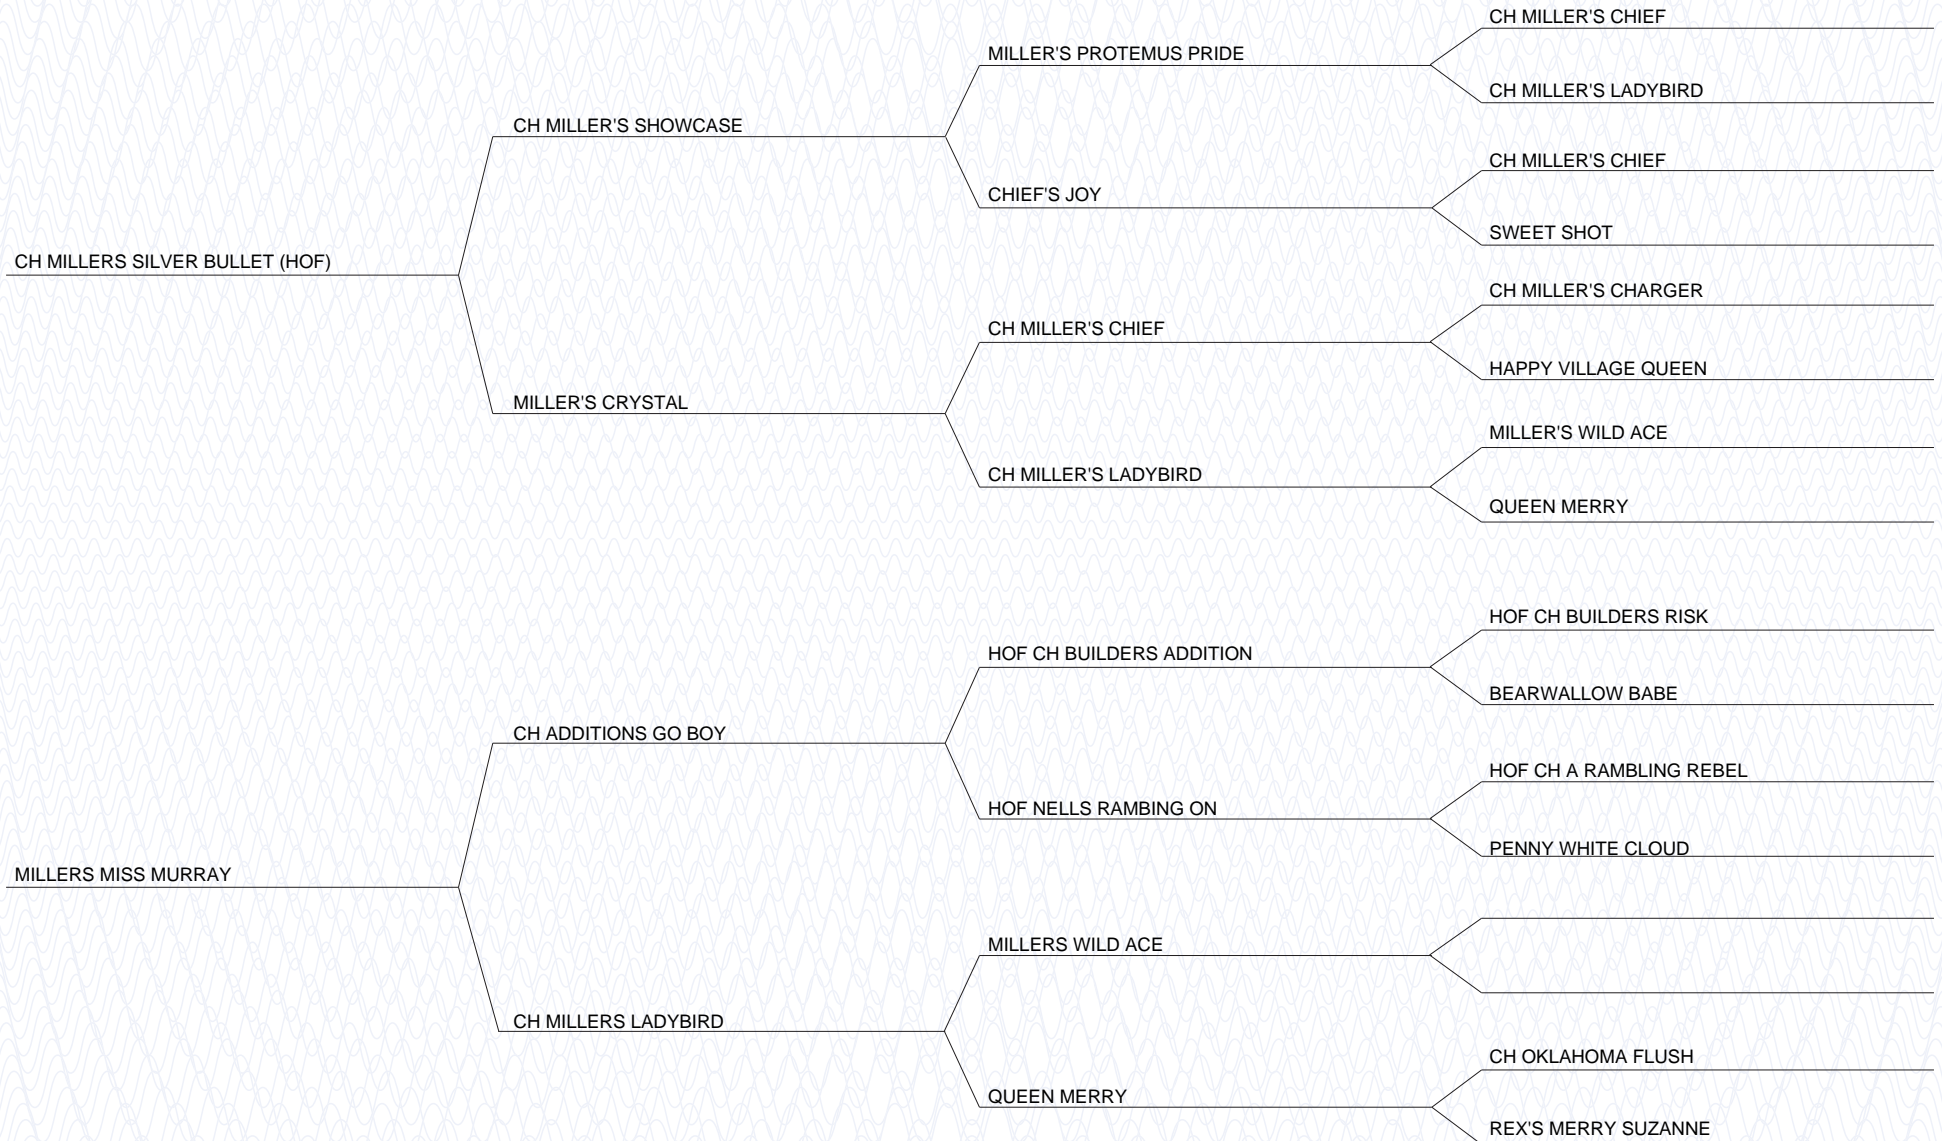 CH MILLER'S CHIEF
MILLER'S PROTEMUS PRIDE
CH MILLER'S LADYBIRD
CH MILLER'S SHOWCASE
CH MILLER'S CHIEF
CHIEF'S JOY
SWEET SHOT
CH MILLERS SILVER BULLET (HOF)
CH MILLER'S CHARGER
CH MILLER'S CHIEF
HAPPY VILLAGE QUEEN
MILLER'S CRYSTAL
MILLER'S WILD ACE
CH MILLER'S LADYBIRD
QUEEN MERRY
HOF CH BUILDERS RISK
HOF CH BUILDERS ADDITION
BEARWALLOW BABE
CH ADDITIONS GO BOY
HOF CH A RAMBLING REBEL
HOF NELLS RAMBING ON
PENNY WHITE CLOUD
MILLERS MISS MURRAY
MILLERS WILD ACE
CH MILLERS LADYBIRD
CH OKLAHOMA FLUSH
QUEEN MERRY
REX'S MERRY SUZANNE